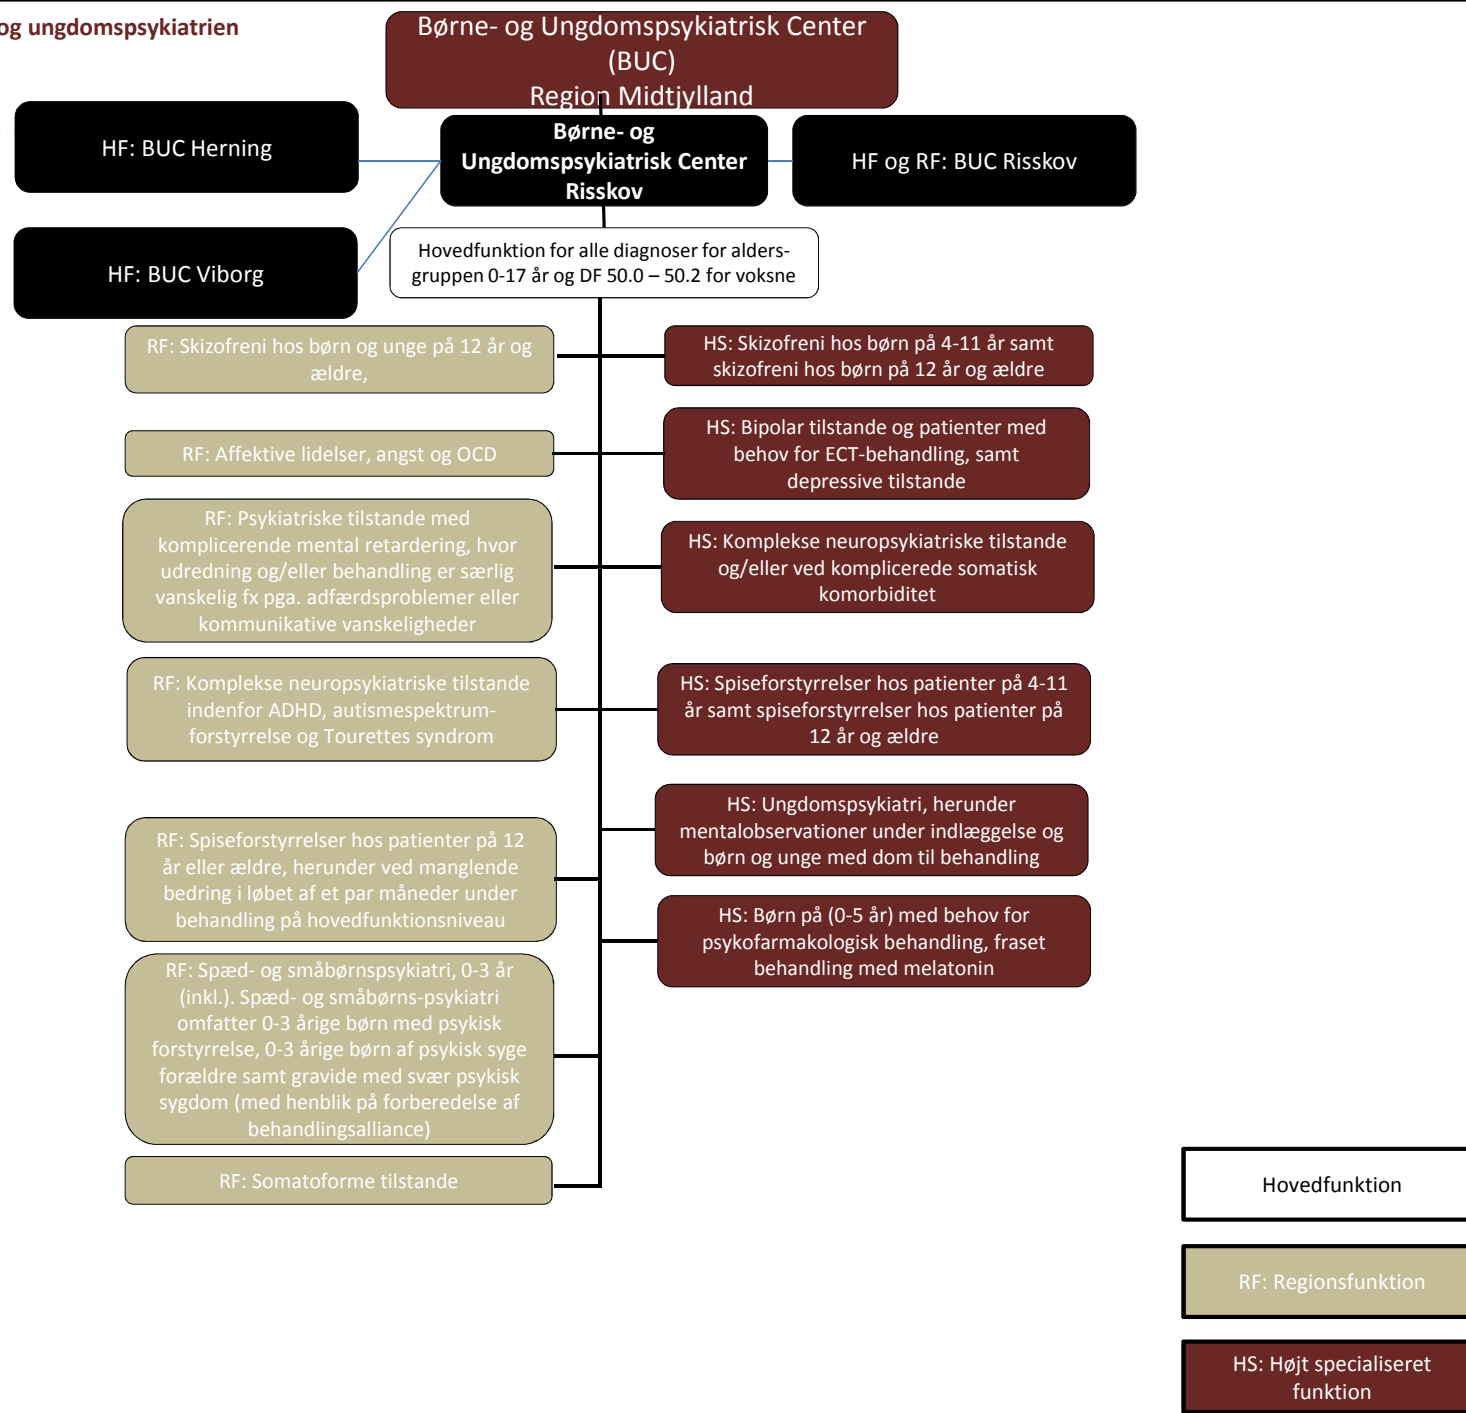 og ungdomspsykiatrien
Børne- og Ungdomspsykiatrisk Center
(BUC)
Region Midtjylland
HF: BUC Herning
Børne- og
Ungdomspsykiatrisk Center
Risskov
HF og RF: BUC Risskov
HF: BUC Viborg
Hovedfunktion for alle diagnoser for alders-
gruppen 0-17 år og DF 50.0 – 50.2 for voksne
RF: Skizofreni hos børn og unge på 12 år og
ældre,
HS: Skizofreni hos børn på 4-11 år samt
skizofreni hos børn på 12 år og ældre
RF: Affektive lidelser, angst og OCD
HS: Bipolar tilstande og patienter med
behov for ECT-behandling, samt
depressive tilstande
RF: Psykiatriske tilstande med
komplicerende mental retardering, hvor
udredning og/eller behandling er særlig
vanskelig fx pga. adfærdsproblemer eller
kommunikative vanskeligheder
HS: Komplekse neuropsykiatriske tilstande
og/eller ved komplicerede somatisk
komorbiditet
RF: Komplekse neuropsykiatriske tilstande
indenfor ADHD, autismespektrum-
forstyrrelse og Tourettes syndrom
HS: Spiseforstyrrelser hos patienter på 4-11
år samt spiseforstyrrelser hos patienter på
12 år og ældre
HS: Ungdomspsykiatri, herunder
mentalobservationer under indlæggelse og
børn og unge med dom til behandling
RF: Spiseforstyrrelser hos patienter på 12
år eller ældre, herunder ved manglende
bedring i løbet af et par måneder under
behandling på hovedfunktionsniveau
HS: Børn på (0-5 år) med behov for
psykofarmakologisk behandling, fraset
behandling med melatonin
RF: Spæd- og småbørnspsykiatri, 0-3 år
(inkl.). Spæd- og småbørns-psykiatri
omfatter 0-3 årige børn med psykisk
forstyrrelse, 0-3 årige børn af psykisk syge
forældre samt gravide med svær psykisk
sygdom (med henblik på forberedelse af
behandlingsalliance)
RF: Somatoforme tilstande
Hovedfunktion
RF: Regionsfunktion
HS: Højt specialiseret
funktion